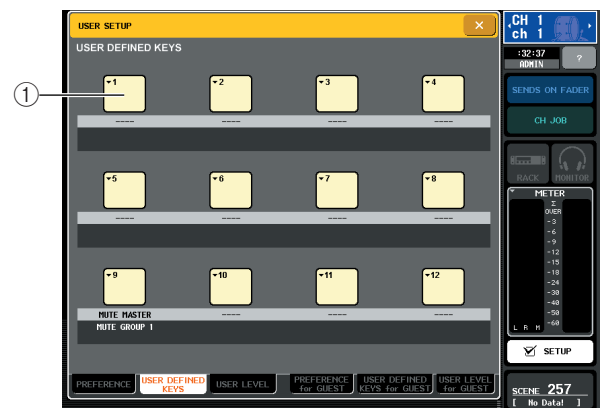 USER SETUP
×
USER DEFINED KEYS
1
1
2
3
4
---- ---- ---- ----
5
6
7
8
---- ---- ---- ----
9
10
11
12
MUTE MASTER ---- ---- ----
MUTE GROUP 1
PREFERENCE
USER DEFINED
KEYS
USER LEVEL
PREFERENCE
for GUEST
USER DEFINED
KEYS for GUEST
USER LEVEL
for GUEST
CH 1
ch 1
:32:37
ADMIN
?
SENDS ON FADER
CH JOB
RACK
MONITOR
METER
Σ
OVER
-3
-6
-9
-12
-15
-18
-24
-30
-40
-50
-60
L R M
SETUP
SCENE 257
[ No Data! ]